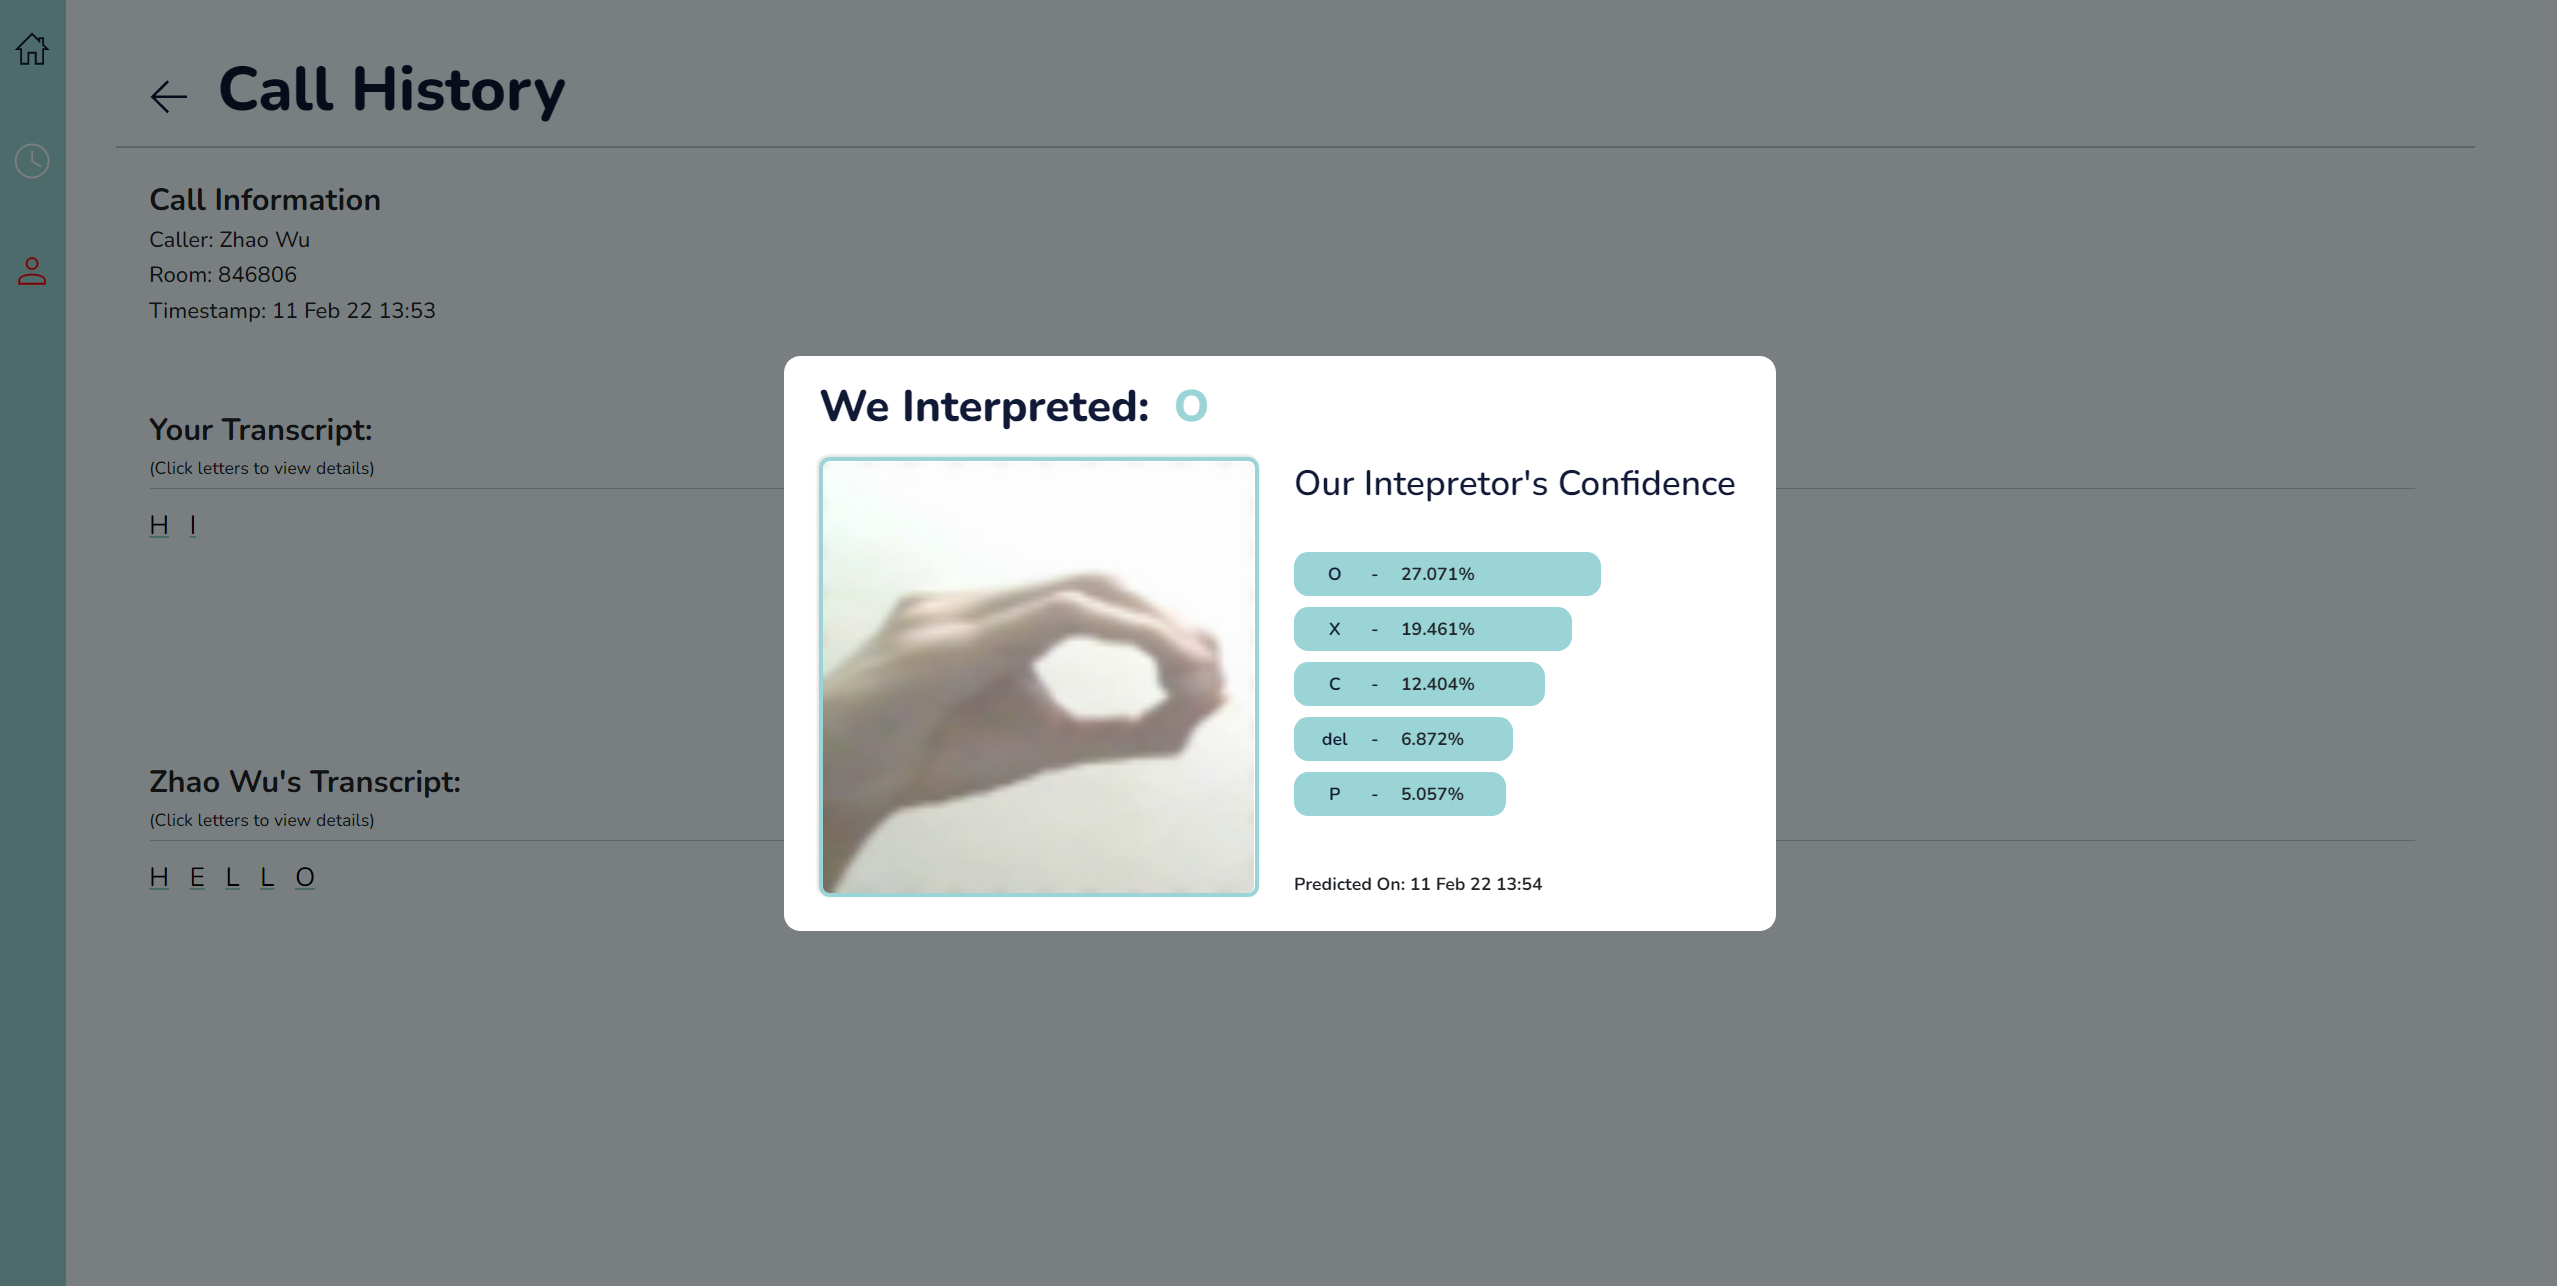 Call History
Call Information
Caller: Zhao Wu
Room: 846806
Timestamp: 11 Feb 22 13:53
Your Transcript:
(Click letters to view details)
H I
Zhao Wu's Transcript:
(Click letters to view details)
H E L L O
We Interpreted: O
Our Intepretor's Confidence
O - 27.071%
X - 19.461%
C - 12.404%
del - 6.872%
P - 5.057%
Predicted On: 11 Feb 22 13:54